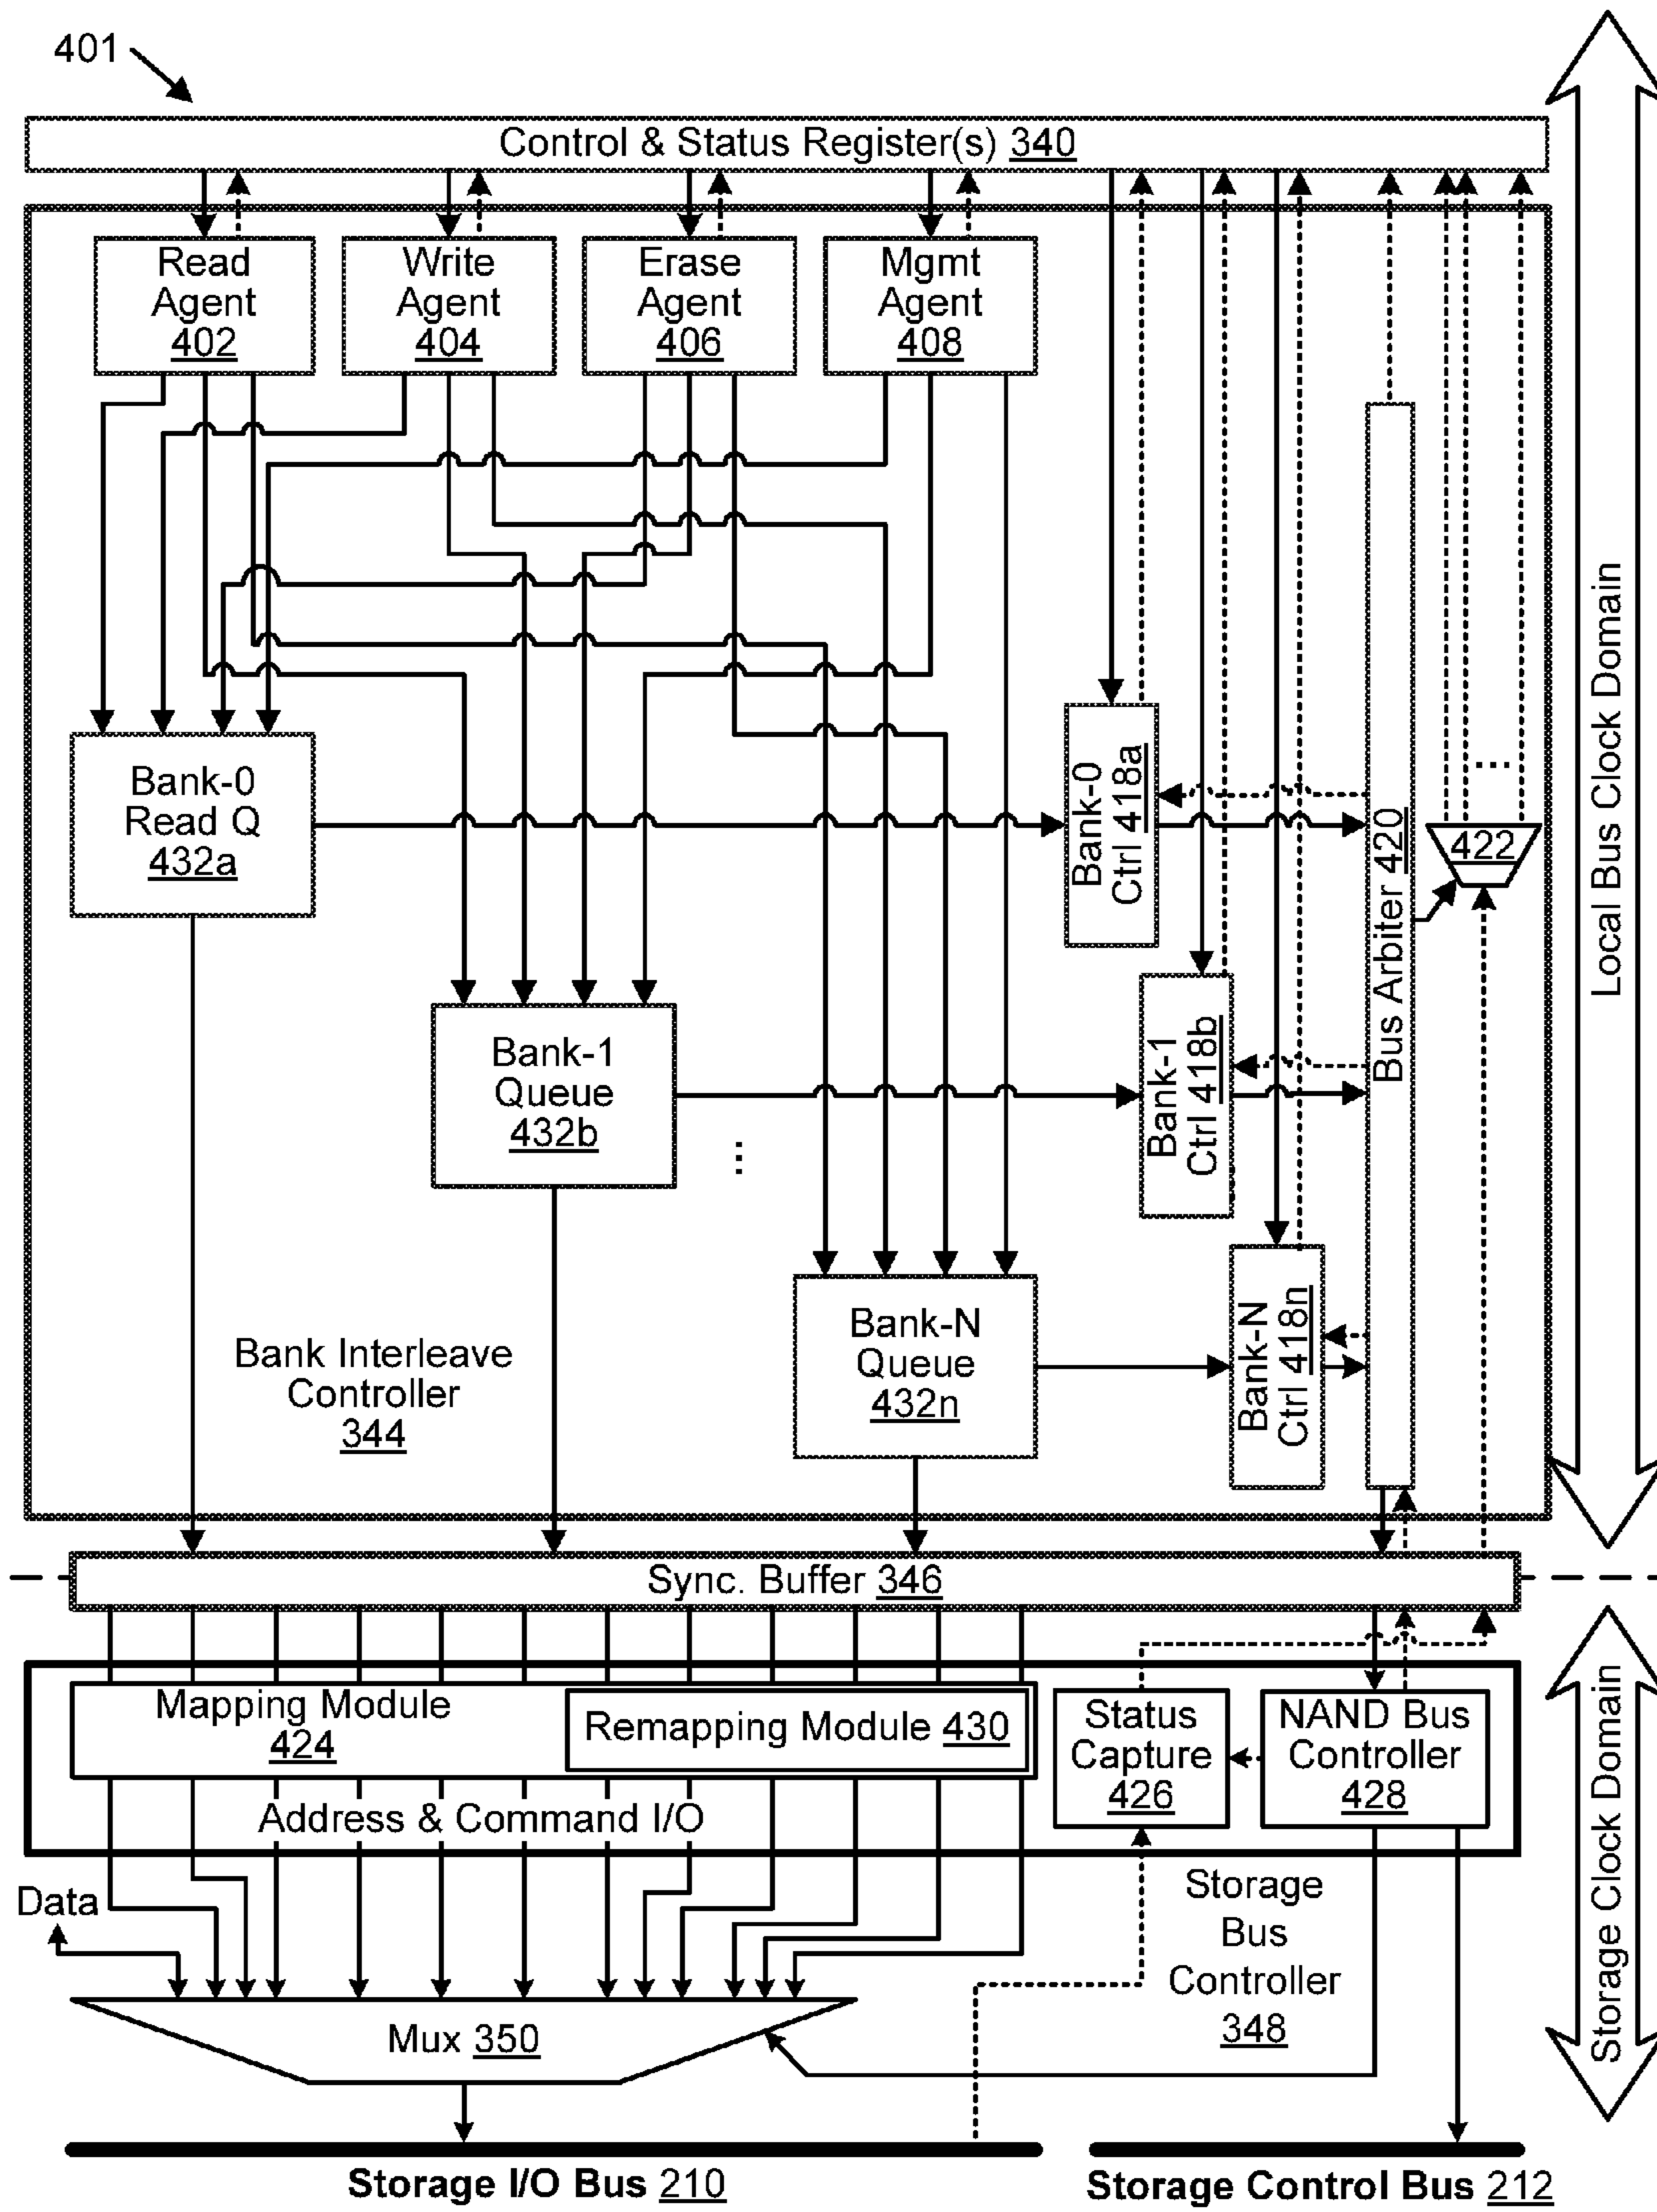 401
Control & Status Register(s) 340
Read
Agent
402
Write
Agent
404
Erase
Agent
406
Mgmt
Agent
408
Local Bus Clock Domain
Bank-0
Read Q
432a
Bank-0
Ctrl 418a
Bus Arbiter 420
...
422
Bank-1
Queue
432b
...
Bank-1
Ctrl 418b
Bank-N
Queue
432n
Bank-N
Ctrl 418n
Bank Interleave
Controller
344
Sync. Buffer 346
Mapping Module
424
Remapping Module 430
Status
Capture
426
NAND Bus
Controller
428
Address & Command I/O
Storage Clock Domain
Data
Storage
Bus
Controller
348
Mux 350
Storage I/O Bus 210
Storage Control Bus 212